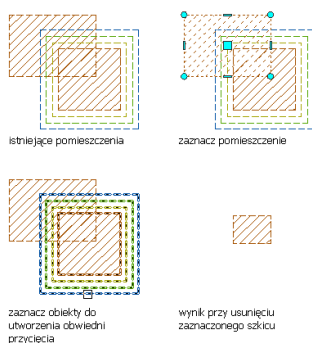 istniejące pomieszczenia
zaznacz pomieszczenie
zaznacz obiekty do
utworzenia obwiedni
przycięcia
wynik przy usunięciu
zaznaczonego szkicu